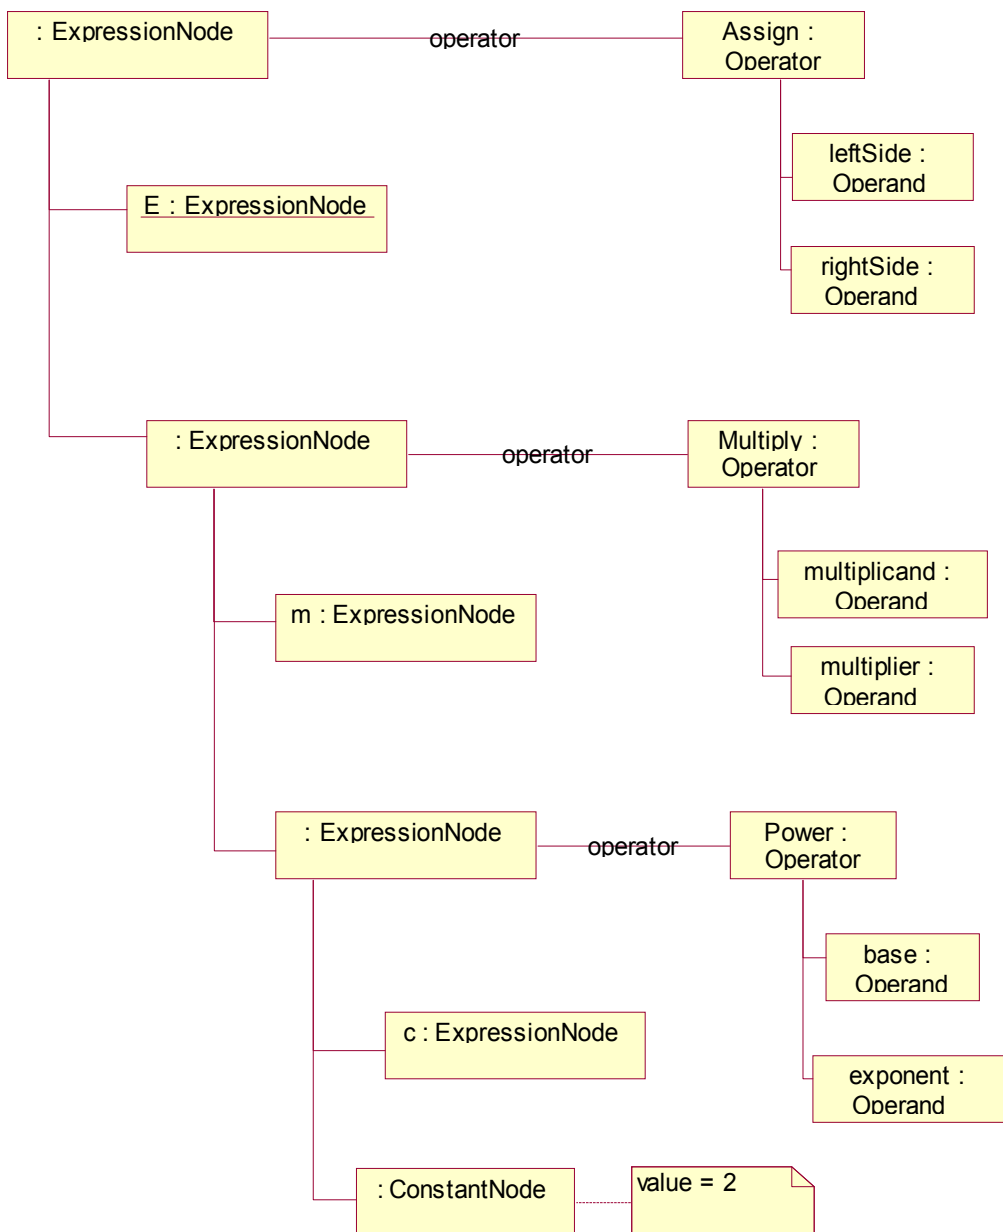 : ExpressionNode
operator
Assign :
Operator
leftSide :
Operand
E : ExpressionNode
rightSide :
Operand
: ExpressionNode
operator
Multiply :
Operator
multiplicand :
Operand
m : ExpressionNode
multiplier :
Operand
: ExpressionNode
operator
Power :
Operator
base :
Operand
c : ExpressionNode
exponent :
Operand
: ConstantNode
value = 2